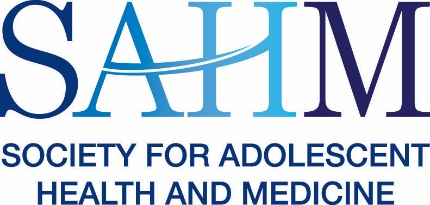 SAHM
SOCIETY FOR ADOLESCENT
HEALTH AND MEDICINE